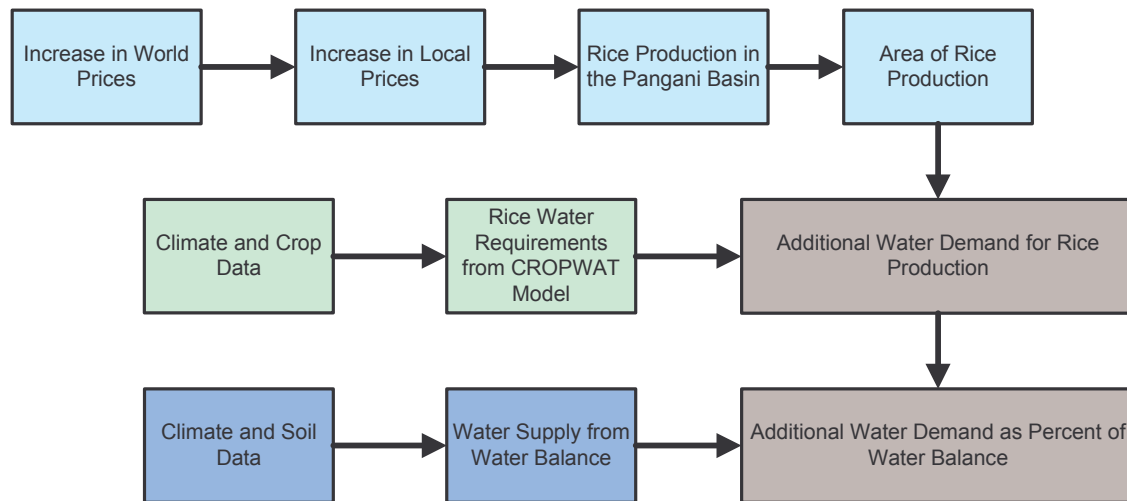 Increase in World
Prices
Increase in Local
Prices
Rice Production in
the Pangani Basin
Area of Rice
Production
Climate and Crop
Data
Rice Water
Requirements
from CROPWAT
Model
Additional Water Demand for Rice
Production
Climate and Soil
Data
Water Supply from
Water Balance
Additional Water Demand as Percent of
Water Balance